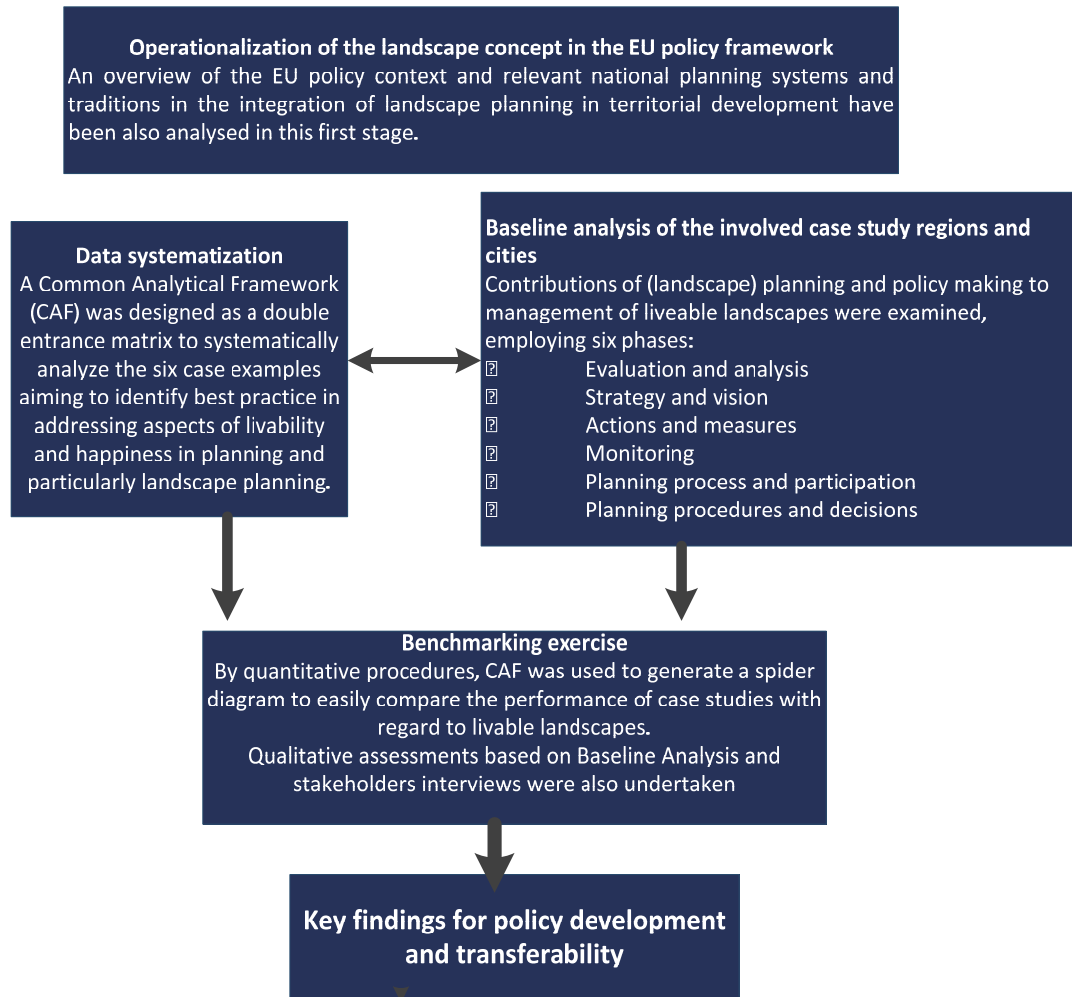 Operationalization of the landscape concept in the EU policy framework
An overview of the EU policy context and relevant national planning systems and
traditions in the integration of landscape planning in territorial development have
been also analysed in this first stage.
Data systematization
A Common Analytical Framework
(CAF) was designed as a double
entrance matrix to systematically
analyze the six case examples
aiming to identify best practice in
addressing aspects of livability
and happiness in planning and
particularly landscape planning.
Baseline analysis of the involved case study regions and
cities
Contributions of (landscape) planning and policy making to
management of liveable landscapes were examined,
employing six phases:
⍰ Evaluation and analysis
⍰ Strategy and vision
⍰ Actions and measures
⍰ Monitoring
⍰ Planning process and participation
⍰ Planning procedures and decisions
Benchmarking exercise
By quantitative procedures, CAF was used to generate a spider
diagram to easily compare the performance of case studies with
regard to livable landscapes.
Qualitative assessments based on Baseline Analysis and
stakeholders interviews were also undertaken
Key findings for policy development
and transferability